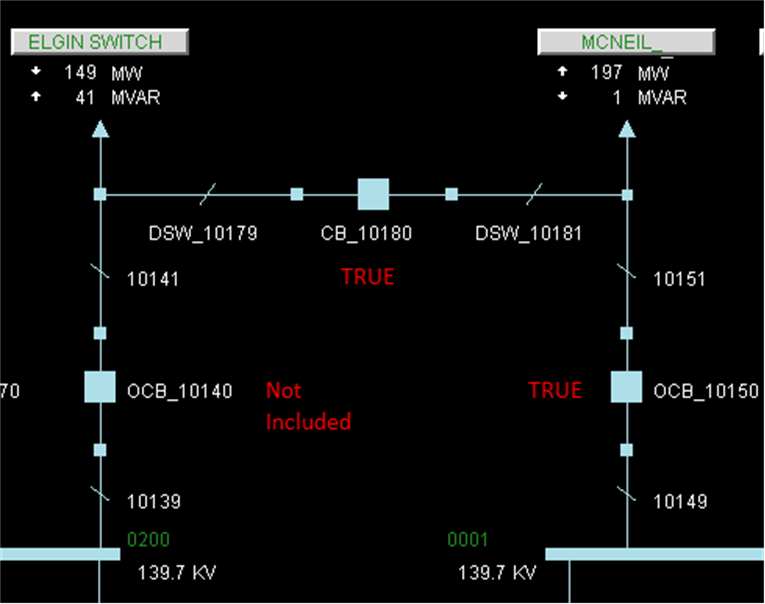 ELGIN SWITCH
MCNEIL_
149 MW
41 MVAR
197 MW
1 MVAR
DSW_10179
CB_10180
DSW_10181
10141
TRUE
10151
70
OCB_10140
Not
Included
TRUE
OCB_10150
10139
10149
0200
0001
139.7 KV
139.7 KV